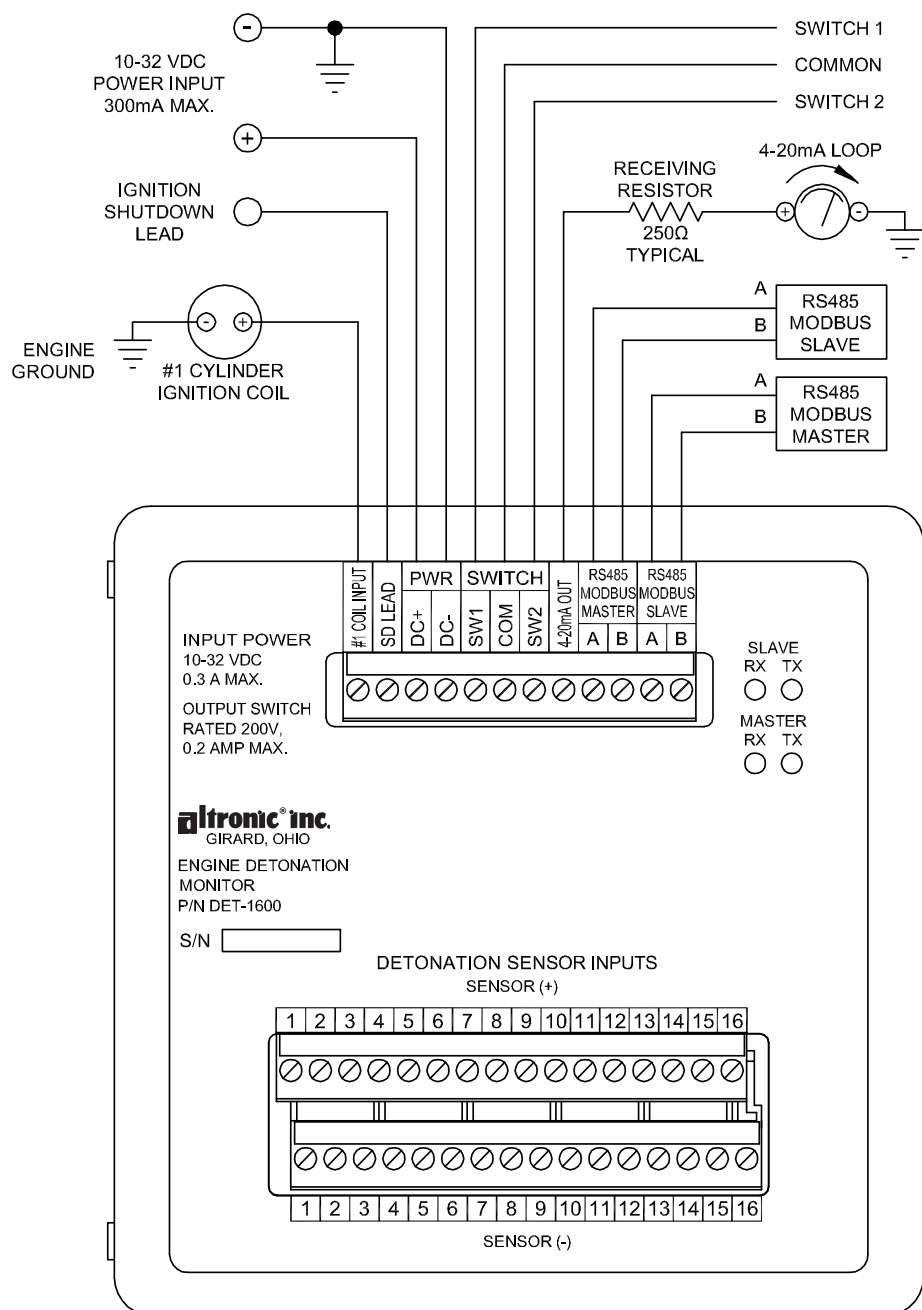 -
10-32 VDC
POWER INPUT
300mA MAX.
+
IGNITION
SHUTDOWN
LEAD
ENGINE
GROUND
- +
#1 CYLINDER
IGNITION COIL
SWITCH 1
COMMON
SWITCH 2
4-20mA LOOP
RECEIVING
RESISTOR
250Ω
TYPICAL
+ -
A
B
RS485
MODBUS
SLAVE
A
B
RS485
MODBUS
MASTER
#1 COIL INPUT
SD LEAD
PWR
DC+
DC-
SWITCH
SW1
COM
SW2
4-20mA OUT
RS485
MODBUS
MASTER
A B
RS485
MODBUS
SLAVE
A B
INPUT POWER
10-32 VDC
0.3 A MAX.
OUTPUT SWITCH
RATED 200V,
0.2 AMP MAX.
SLAVE
RX TX
MASTER
RX TX
altronic® inc.
GIRARD, OHIO
ENGINE DETONATION
MONITOR
P/N DET-1600
S/N
DETONATION SENSOR INPUTS
SENSOR (+)
1 2 3 4 5 6 7 8 9 10 11 12 13 14 15 16
1 2 3 4 5 6 7 8 9 10 11 12 13 14 15 16
SENSOR (-)